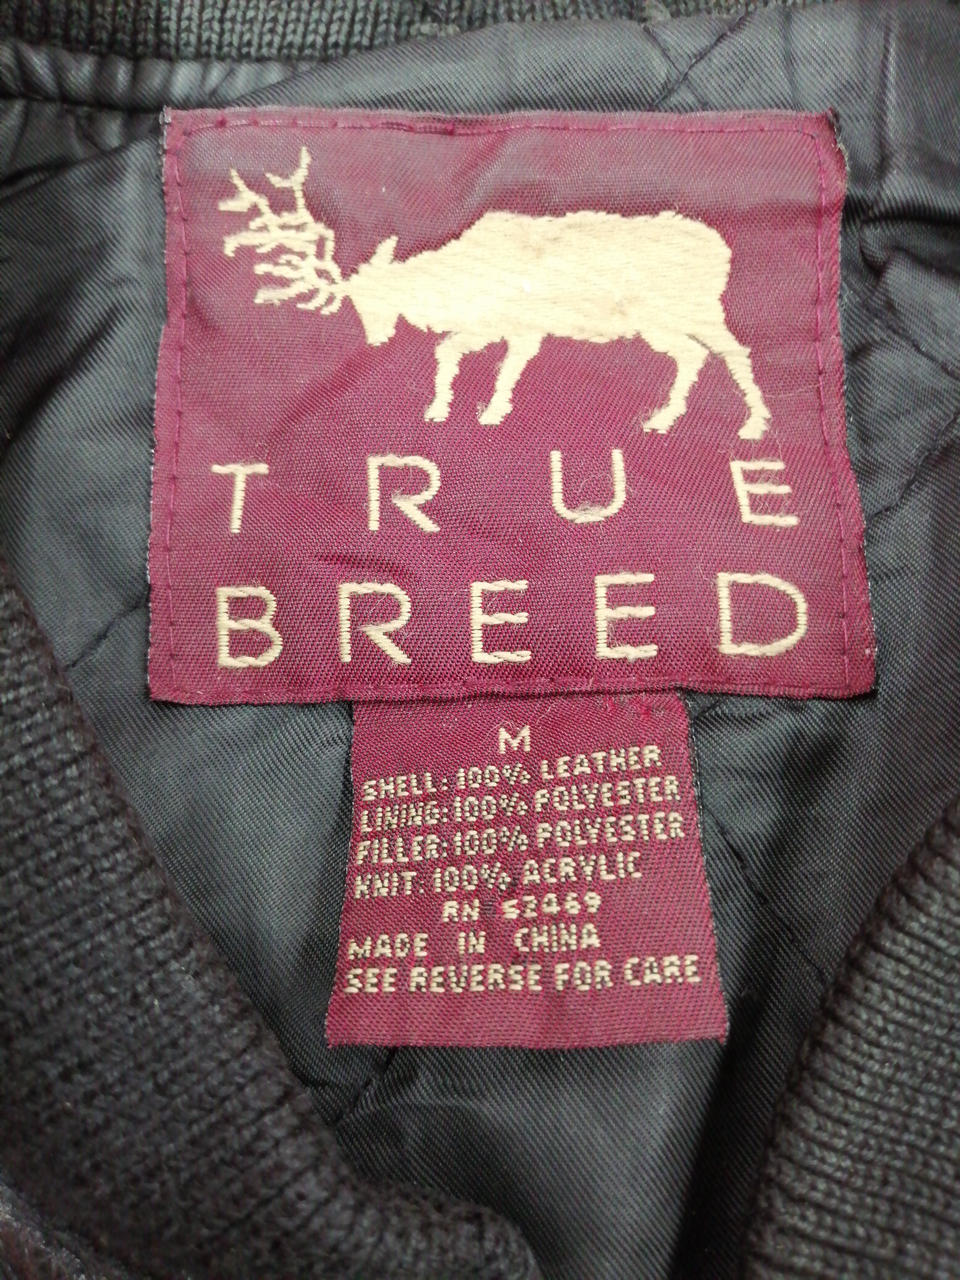 TRUE
BREED
M
SHELL: 100% LEATHER
LINING: 100% POLYESTER
FILLER: 100% POLYESTER
KNIT: 100% ACRYLIC
RN 52469
MADE IN CHINA
SEE REVERSE FOR CARE